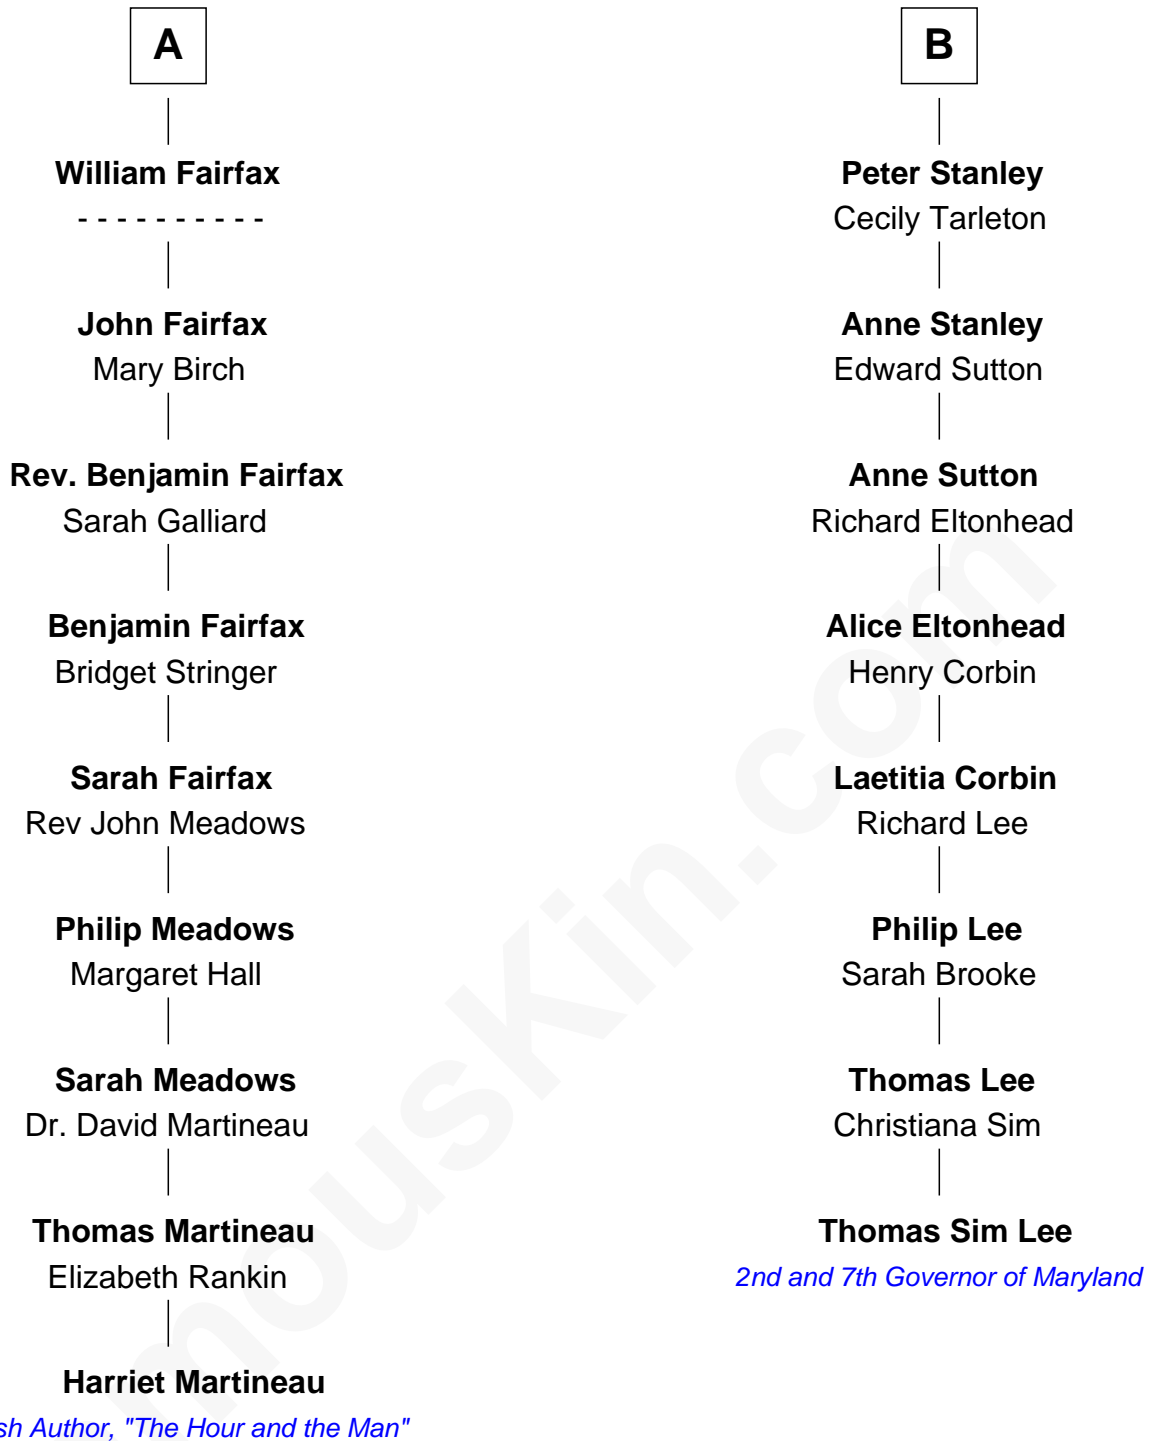 A
William Fairfax
- - - - - - - - - -
John Fairfax
Mary Birch
Rev. Benjamin Fairfax
Sarah Galliard
Benjamin Fairfax
Bridget Stringer
Sarah Fairfax
Rev John Meadows
Philip Meadows
Margaret Hall
Sarah Meadows
Dr. David Martineau
Thomas Martineau
Elizabeth Rankin
Harriet Martineau
sh Author, "The Hour and the Man"
B
Peter Stanley
Cecily Tarleton
Anne Stanley
Edward Sutton
Anne Sutton
Richard Eltonhead
Alice Eltonhead
Henry Corbin
Laetitia Corbin
Richard Lee
Philip Lee
Sarah Brooke
Thomas Lee
Christiana Sim
Thomas Sim Lee
2nd and 7th Governor of Maryland
mousKin.com